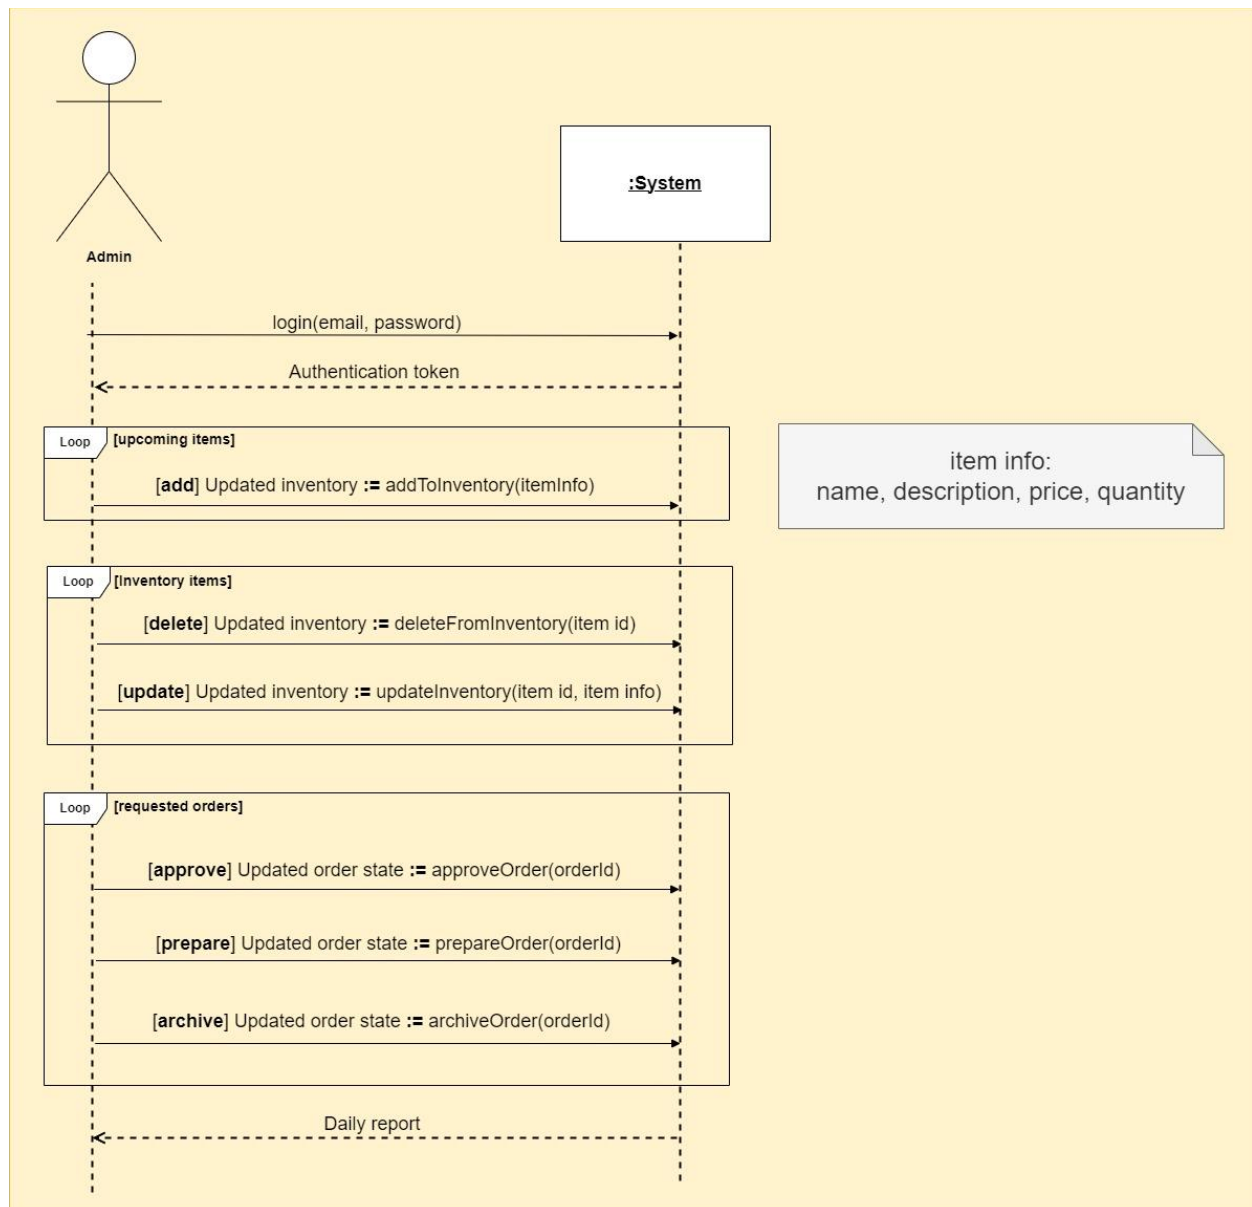 :System
Admin
login(email, password)
Authentication token
Loop [upcoming items]
[add] Updated inventory := addToInventory(itemInfo)
item info:
name, description, price, quantity
Loop [Inventory items]
[delete] Updated inventory := deleteFromInventory(item id)
[update] Updated inventory := updateInventory(item id, item info)
Loop [requested orders]
[approve] Updated order state := approveOrder(orderId)
[prepare] Updated order state := prepareOrder(orderId)
[archive] Updated order state := archiveOrder(orderId)
Daily report